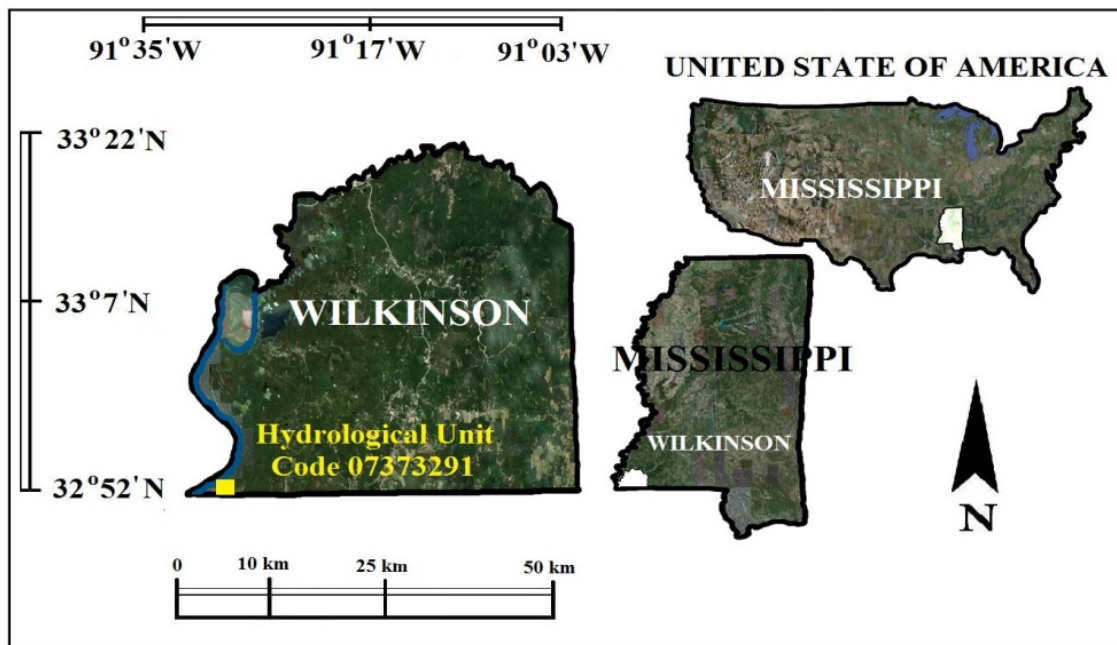 91°35'W 91°17'W 91°03'W
UNITED STATE OF AMERICA
33°22'N
MISSISSIPPI
33°7'N
WILKINSON
MISSISSIPPI
WILKINSON
Hydrological Unit
Code 07373291
32°52'N
N
0 10 km 25 km 50 km